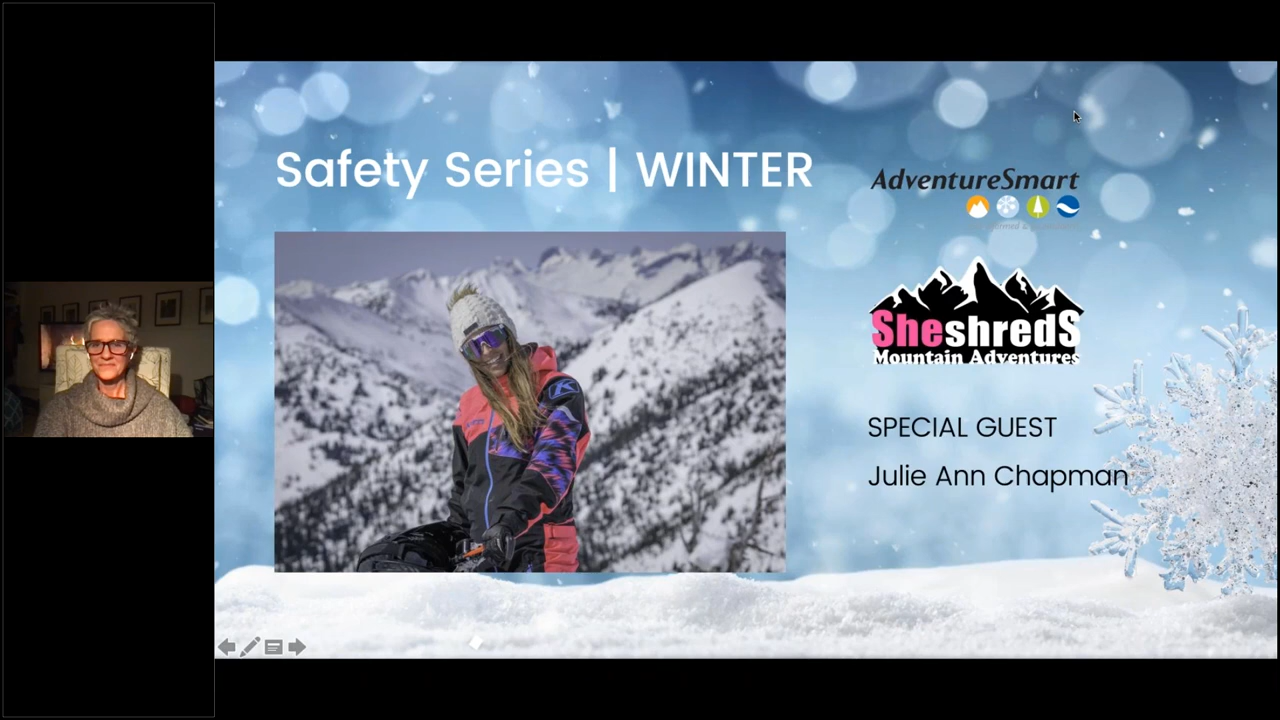 Safety Series | WINTER
AdventureSmart
SheshredS
Mountain Adventures
SPECIAL GUEST
Julie Ann Chapman
K